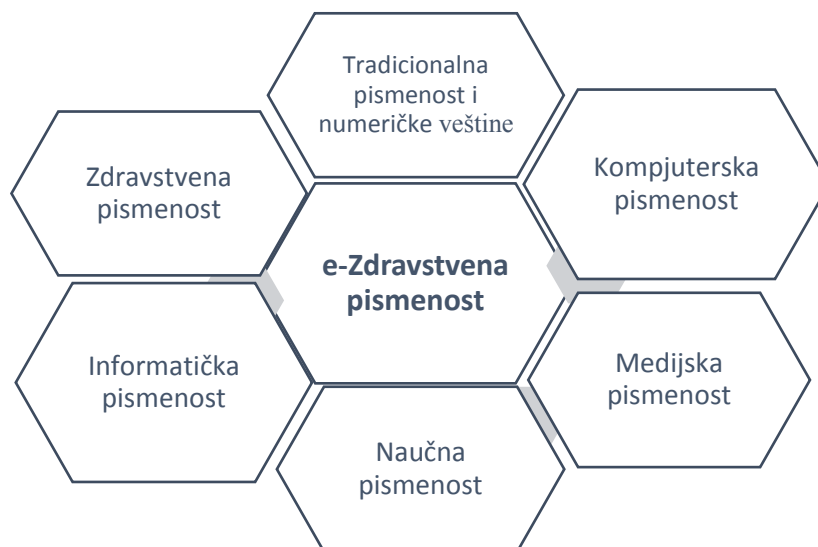 Tradicionalna
pismenost i
numeričke veštine
Zdravstvena
pismenost
Kompjuterska
pismenost
e-Zdravstvena
pismenost
Informatička
pismenost
Medijska
pismenost
Naučna
pismenost